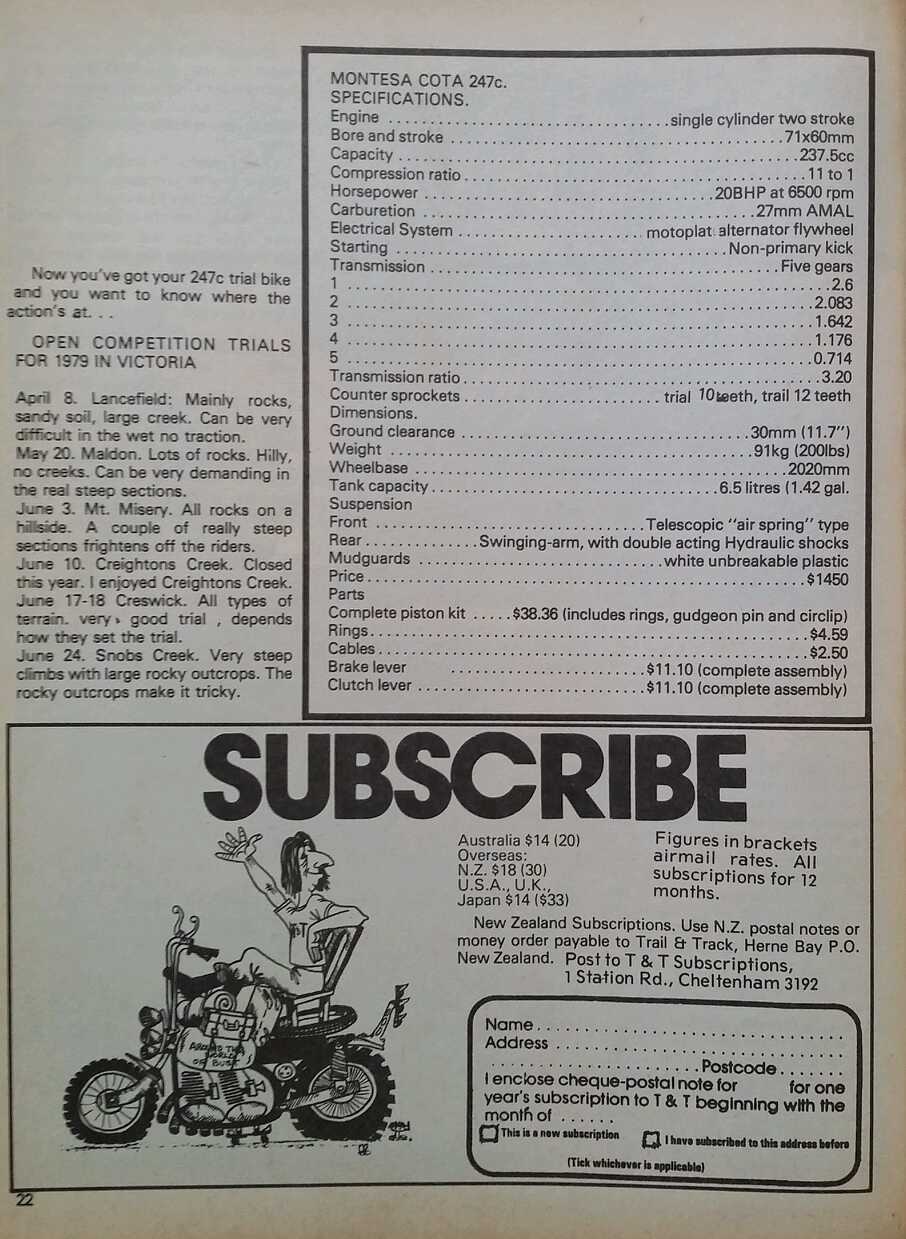 Now you've got your 247c trial bike
and you want to know where the
action's at. . .
OPEN COMPETITION TRIALS
FOR 1979 IN VICTORIA
April 8. Lancefield: Mainly rocks,
sandy soil, large creek. Can be very
difficult in the wet no traction.
May 20. Maldon. Lots of rocks. Hilly,
no creeks. Can be very demanding in
the real steep sections.
June 3. Mt. Misery. All rocks on a
hillside. A couple of really steep
sections frightens off the riders.
June 10. Creightons Creek. Closed
this year. I enjoyed Creightons Creek.
June 17-18 Creswick. All types of
terrain. very good trial , depends
how they set the trial.
June 24. Snobs Creek. Very steep
climbs with large rocky outcrops. The
rocky outcrops make it tricky.
MONTESA COTA 247c.
SPECIFICATIONS.
Engine . . . . . . . . . . single cylinder two stroke
Bore and stroke . . . . . . . . . . 71x60mm
Capacity . . . . . . . . . . 237.5cc
Compression ratio . . . . . . . . . . 11 to 1
Horsepower . . . . . . . . . . 20BHP at 6500 rpm
Carburetion . . . . . . . . . . 27mm AMAL
Electrical System . . . . . . . . . . motoplat alternator flywheel
Starting . . . . . . . . . . Non-primary kick
Transmission . . . . . . . . . . Five gears
1 . . . . . . . . . . 2.6
2 . . . . . . . . . . 2.083
3 . . . . . . . . . . 1.642
4 . . . . . . . . . . 1.176
5 . . . . . . . . . . 0.714
Transmission ratio . . . . . . . . . . 3.20
Counter sprockets . . . . . . . . . . trial 10 teeth, trail 12 teeth
Dimensions.
Ground clearance . . . . . . . . . . 30mm (11.7")
Weight . . . . . . . . . . 91kg (200lbs)
Wheelbase . . . . . . . . . . 2020mm
Tank capacity . . . . . . . . . . 6.5 litres (1.42 gal.
Suspension
Front . . . . . . . . . . Telescopic "air spring" type
Rear . . . . . . . . . . Swinging-arm, with double acting Hydraulic shocks
Mudguards . . . . . . . . . . white unbreakable plastic
Price . . . . . . . . . . $1450
Parts
Complete piston kit . . . . . $38.36 (includes rings, gudgeon pin and circlip)
Rings . . . . . . . . . . $4.59
Cables . . . . . . . . . . $2.50
Brake lever . . . . . . . . . . $11.10 (complete assembly)
Clutch lever . . . . . . . . . . $11.10 (complete assembly)
SUBSCRIBE
Australia $14 (20)
Overseas:
N.Z. $18 (30)
U.S.A., U.K.,
Japan $14 ($33)
Figures in brackets
airmail rates. All
subscriptions for 12
months.
New Zealand Subscriptions. Use N.Z. postal notes or
money order payable to Trail & Track, Herne Bay P.O.
New Zealand. Post to T & T Subscriptions,
1 Station Rd., Cheltenham 3192
T&T
AROUND THE
WORLD
OR BUST
Name . . . . . . . . . .
Address . . . . . . . . . .
. . . . . . . . . . Postcode . . . . . . .
I enclose cheque-postal note for for one
year's subscription to T & T beginning with the
month of . . . . . .
This is a new subscription
I have subscribed to this address before
(Tick whichever is applicable)
22